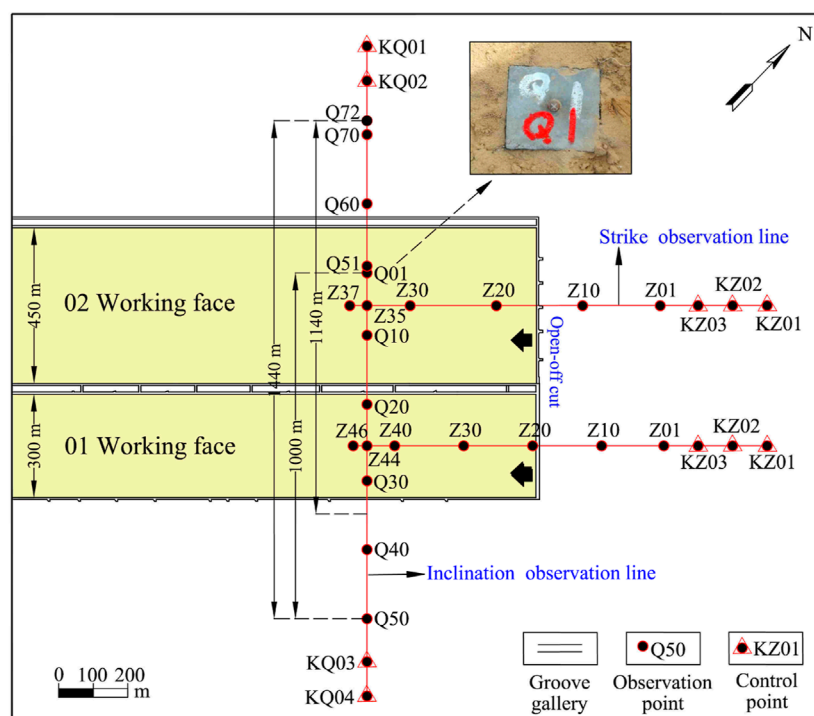 KQ01
N
KQ02
Q 1
Q1
Q72
Q70
Q60
Strike observation line
Q51
Q01
450 m
02 Working face
Z37
Z30
Z20
Z10
Z01
KZ02
Z35
KZ03
KZ01
1140 m
Q10
Open-off cut
1440 m
Q20
300 m
01 Working face
1000 m
Z46
Z40
Z30
Z20
Z10
Z01
KZ02
Z44
KZ03
KZ01
Q30
Q40
Inclination observation line
Q50
Q50
KZ01
KQ03
0 100 200
m
Groove gallery
Observation point
Control point
KQ04